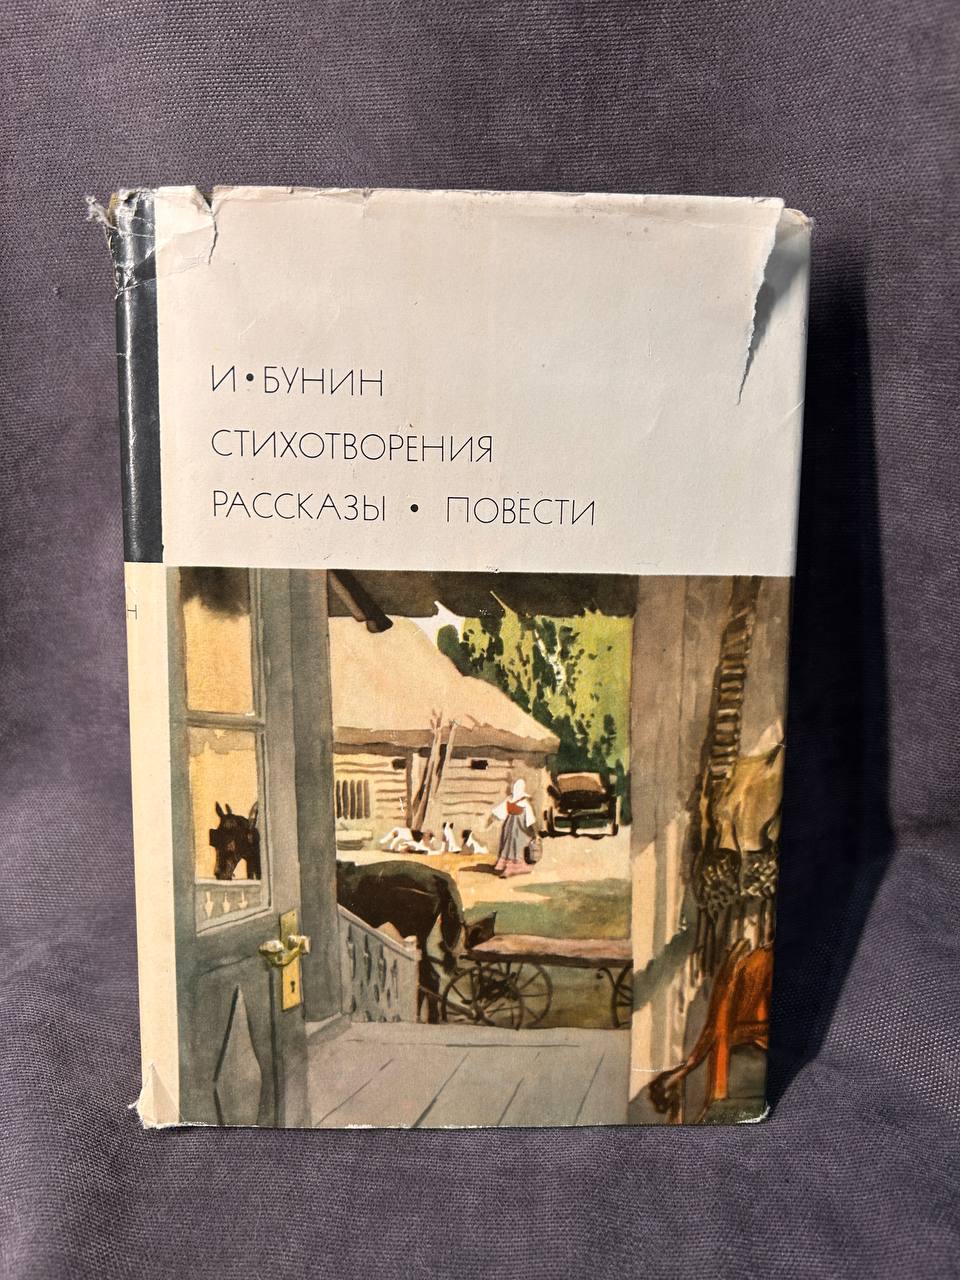 И • БУНИН
СТИХОТВОРЕНИЯ
РАССКАЗЫ • ПОВЕСТИ
Н